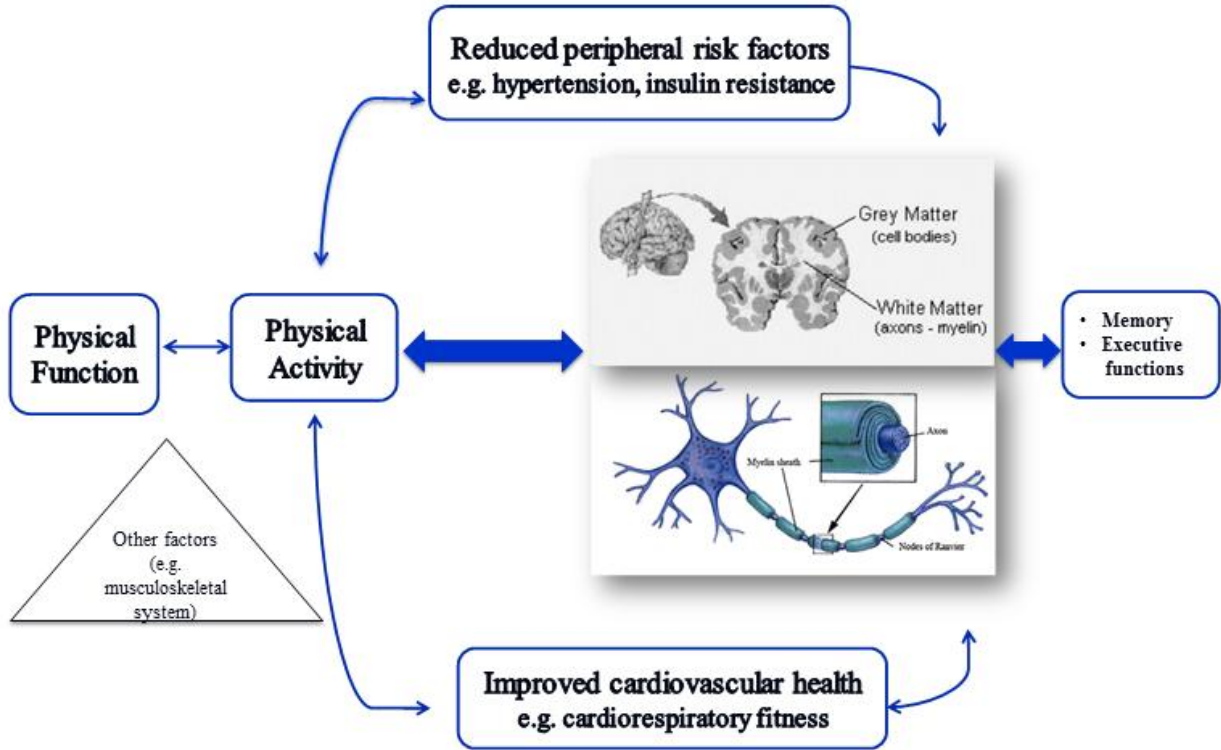 Reduced peripheral risk factors
e.g. hypertension, insulin resistance
Grey Matter
(cell bodies)
White Matter
(axons - myelin)
Physical
Function
Physical
Activity
• Memory
• Executive
functions
Axon
Myelin sheath
Nodes of Ranvier
Other factors
(e.g.
musculoskeletal
system)
Improved cardiovascular health
e.g. cardiorespiratory fitness